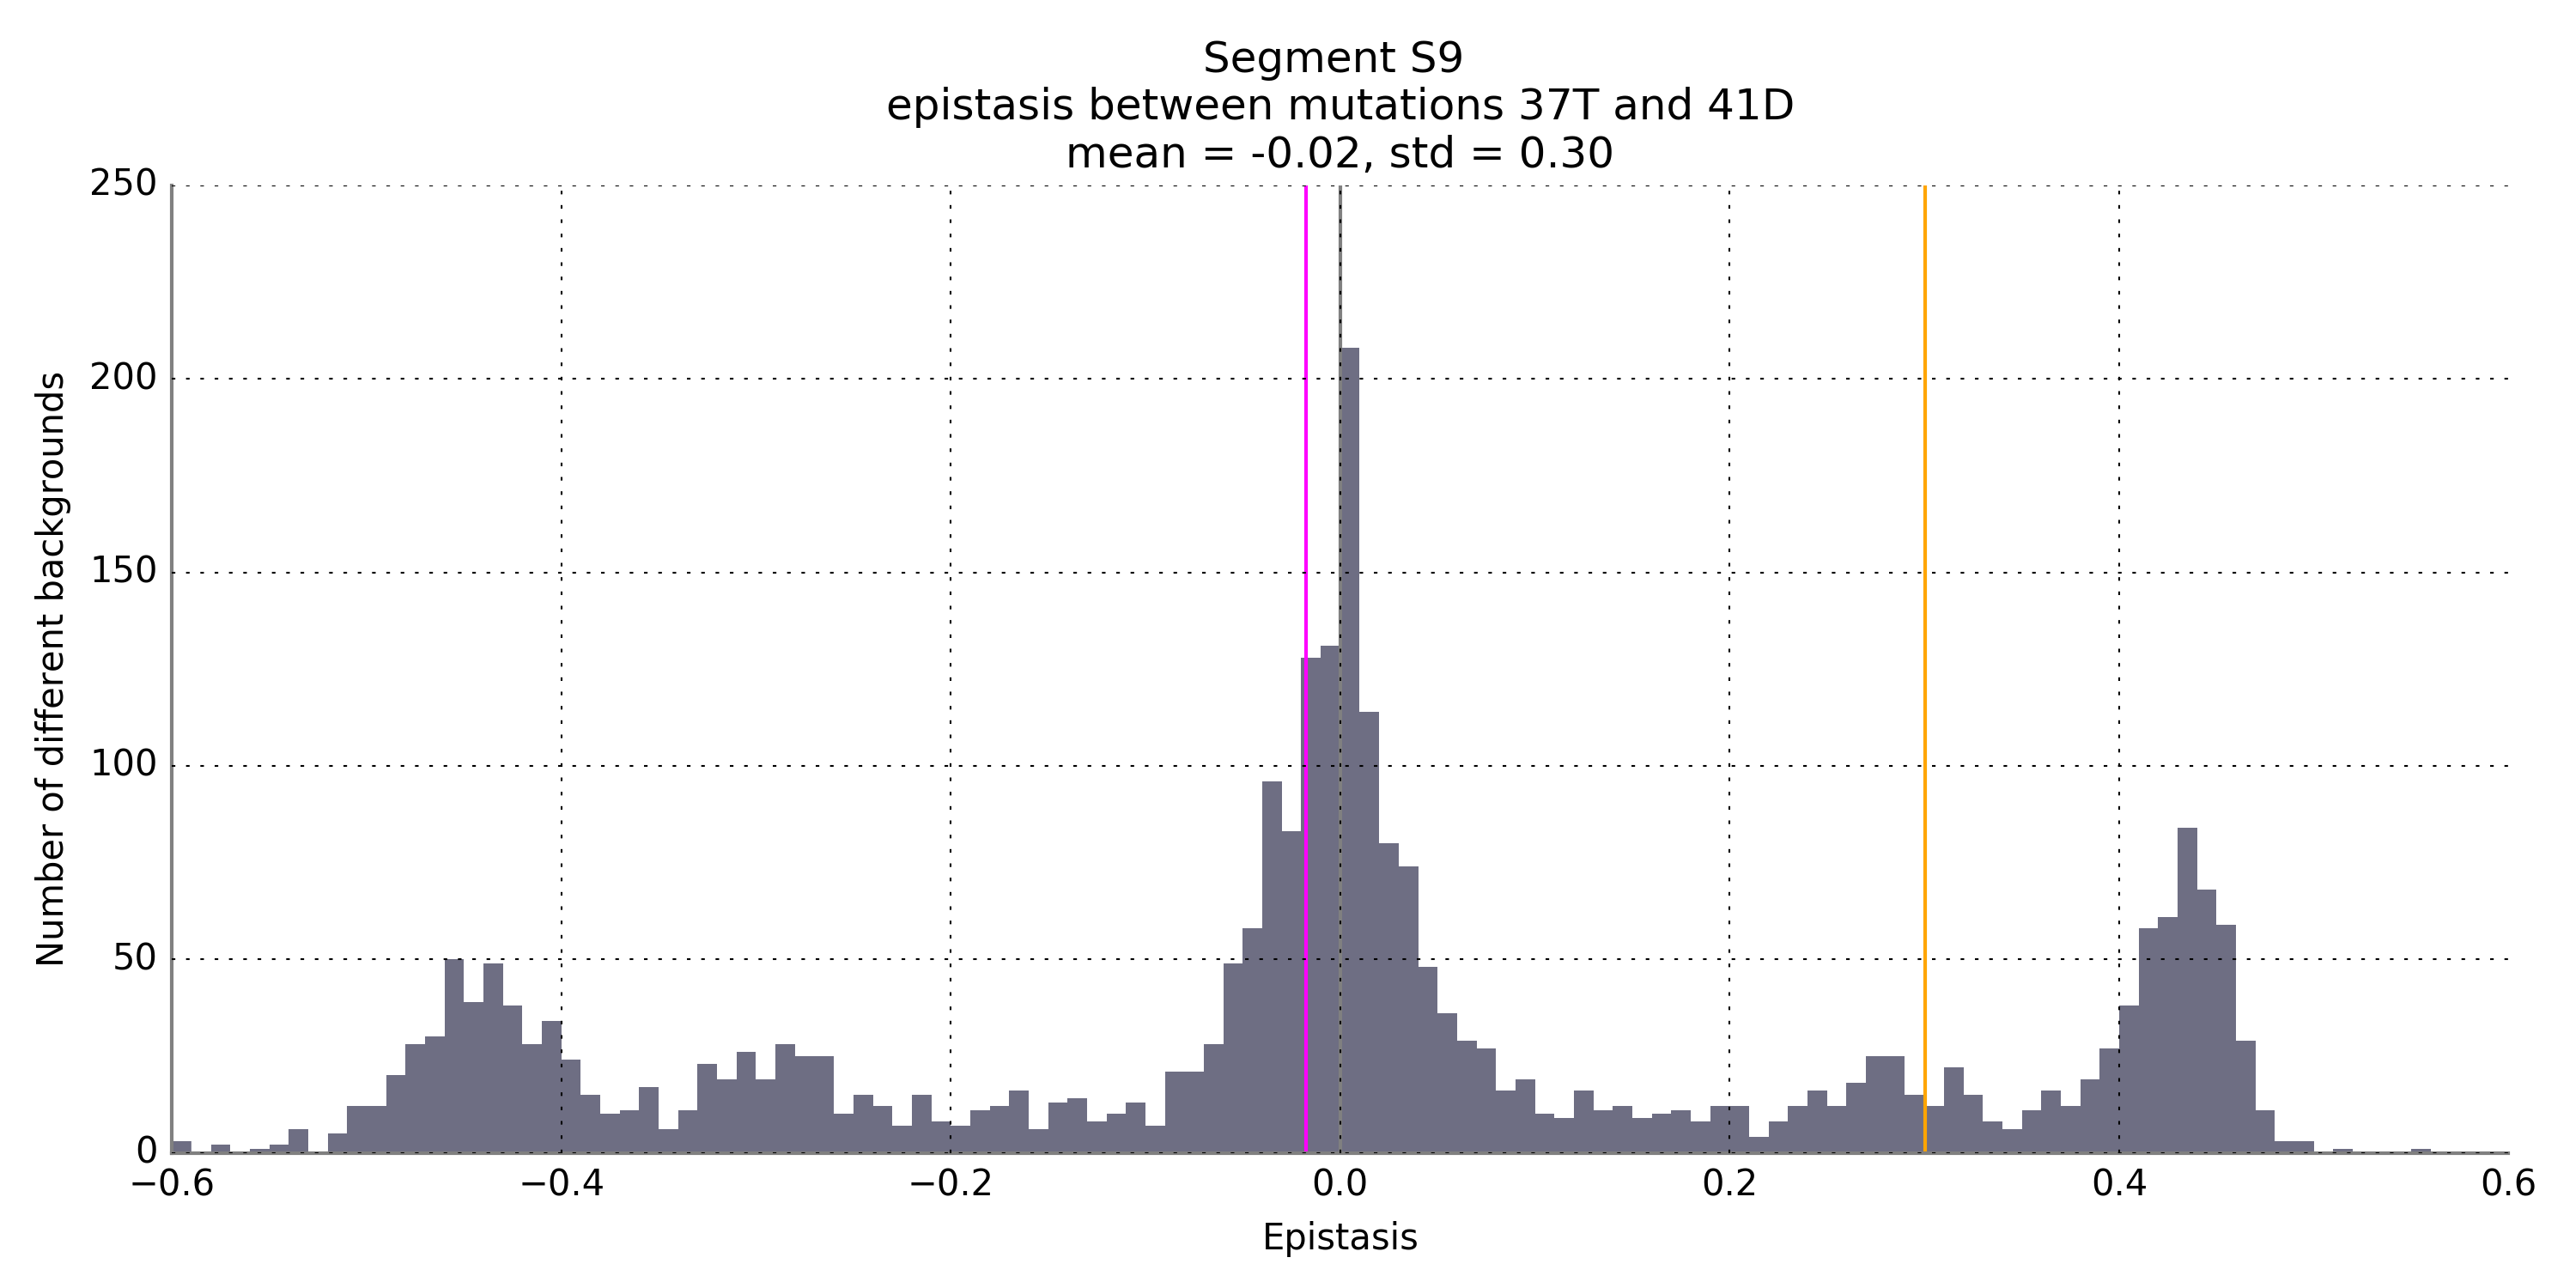 Segment S9
epistasis between mutations 37T and 41D
mean = -0.02, std = 0.30
250
200
150
100
50
0
Number of different backgrounds
−0.6
−0.4
−0.2
0.0
0.2
0.4
0.6
Epistasis